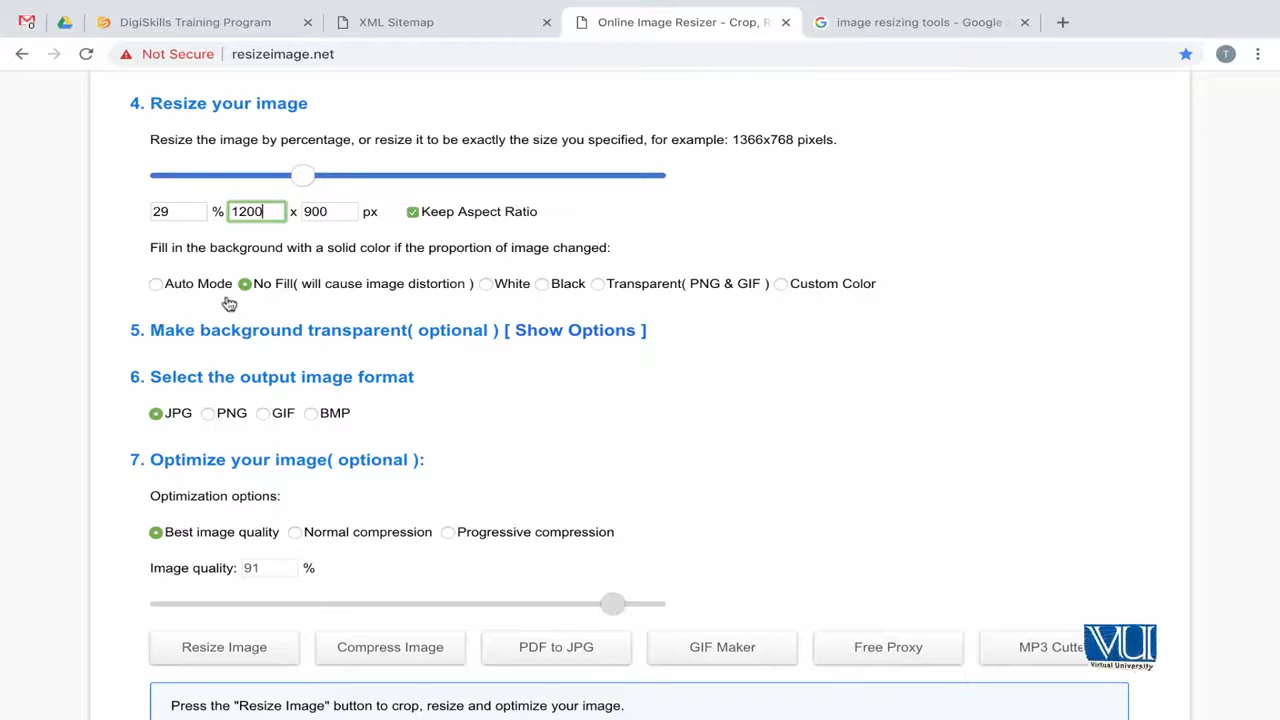 DigiSkills Training Program
XML Sitemap
Online Image Resizer - Crop, R
image resizing tools - Google
Not Secure
resizeimage.net
T
4. Resize your image
Resize the image by percentage, or resize it to be exactly the size you specified, for example: 1366x768 pixels.
29 % 1200 x 900 px Keep Aspect Ratio
Fill in the background with a solid color if the proportion of image changed:
Auto Mode No Fill( will cause image distortion ) White Black Transparent( PNG & GIF ) Custom Color
5. Make background transparent( optional ) [ Show Options ]
6. Select the output image format
JPG PNG GIF BMP
7. Optimize your image( optional ):
Optimization options:
Best image quality Normal compression Progressive compression
Image quality: 91 %
Resize Image Compress Image PDF to JPG GIF Maker Free Proxy MP3 Cutte
VU
Virtual University
Press the "Resize Image" button to crop, resize and optimize your image.